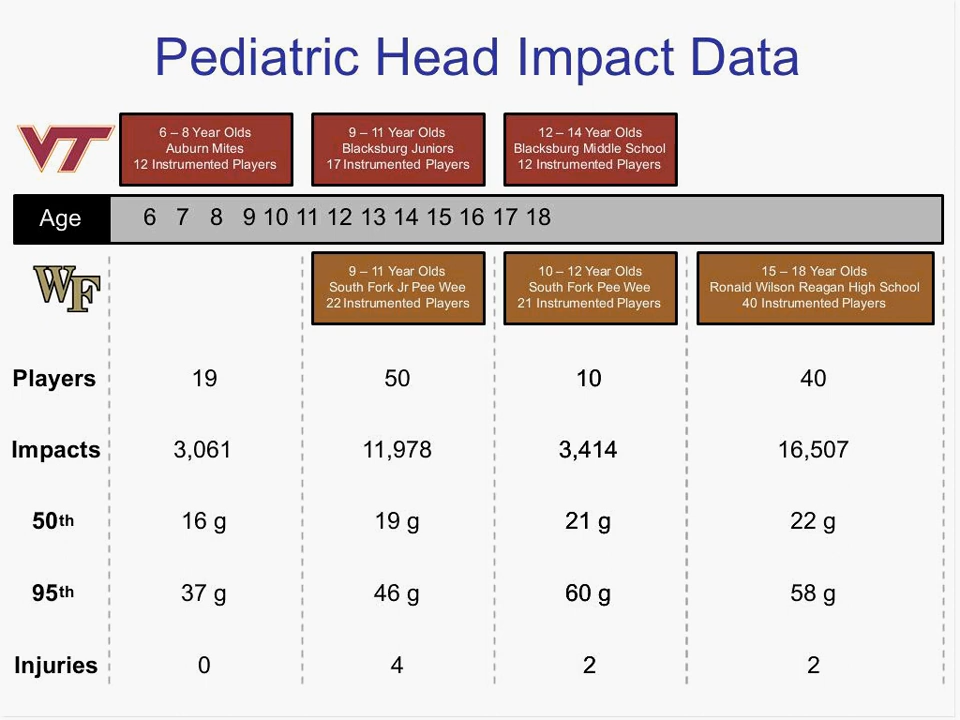 Pediatric Head Impact Data
VT
6 – 8 Year Olds
Auburn Mites
12 Instrumented Players
9 – 11 Year Olds
Blacksburg Juniors
17 Instrumented Players
12 – 14 Year Olds
Blacksburg Middle School
12 Instrumented Players
Age 6 7 8 9 10 11 12 13 14 15 16 17 18
WF
9 – 11 Year Olds
South Fork Jr Pee Wee
22 Instrumented Players
10 – 12 Year Olds
South Fork Pee Wee
21 Instrumented Players
15 – 18 Year Olds
Ronald Wilson Reagan High School
40 Instrumented Players
Players 19 50 10 40
Impacts 3,061 11,978 3,414 16,507
50th 16 g 19 g 21 g 22 g
95th 37 g 46 g 60 g 58 g
Injuries 0 4 2 2